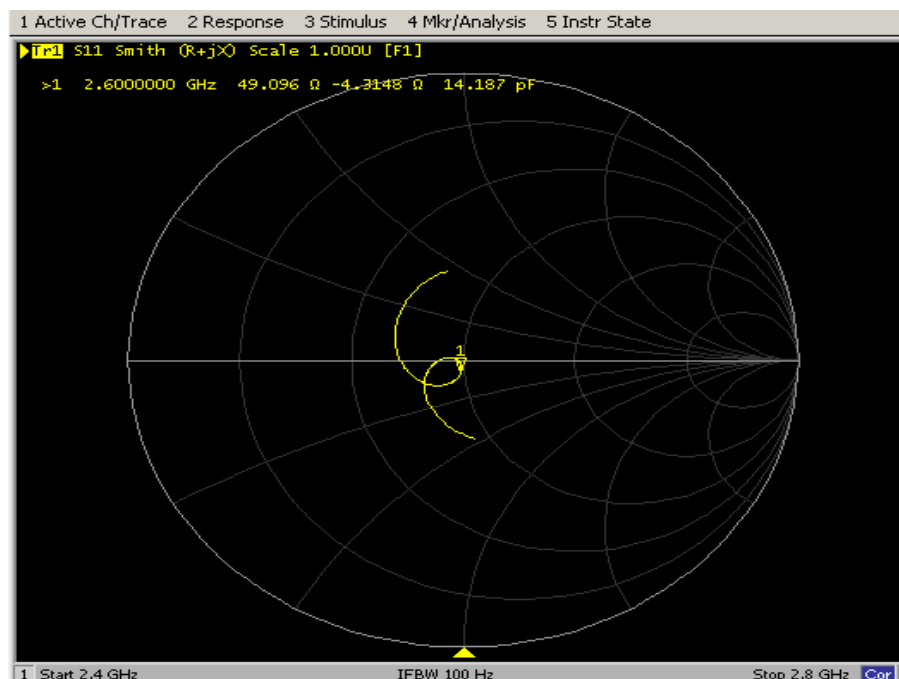 1 Active Ch/Trace 2 Response 3 Stimulus 4 Mkr/Analysis 5 Instr State
Tr1 S11 Smith (R+jX) Scale 1.000U [F1]
>1 2.6000000 GHz 49.096 Ω -4.3148 Ω 14.187 pF
1
1 Start 2.4 GHz IFBW 100 Hz Stop 2.8 GHz Cor